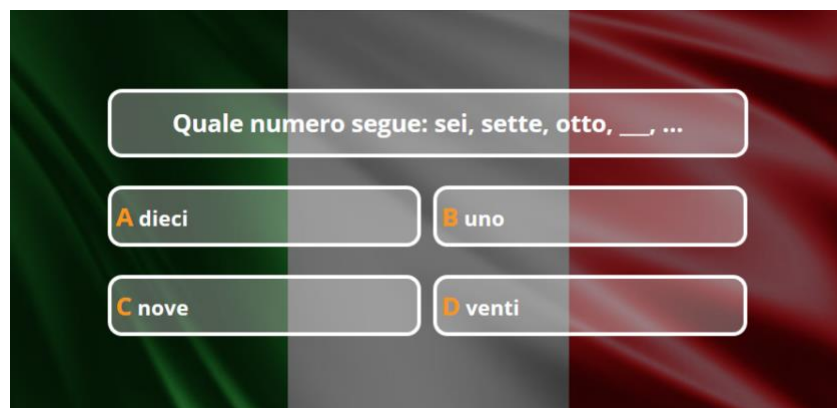 Quale numero segue: sei, sette, otto, ___, ...
A dieci
B uno
C nove
D venti